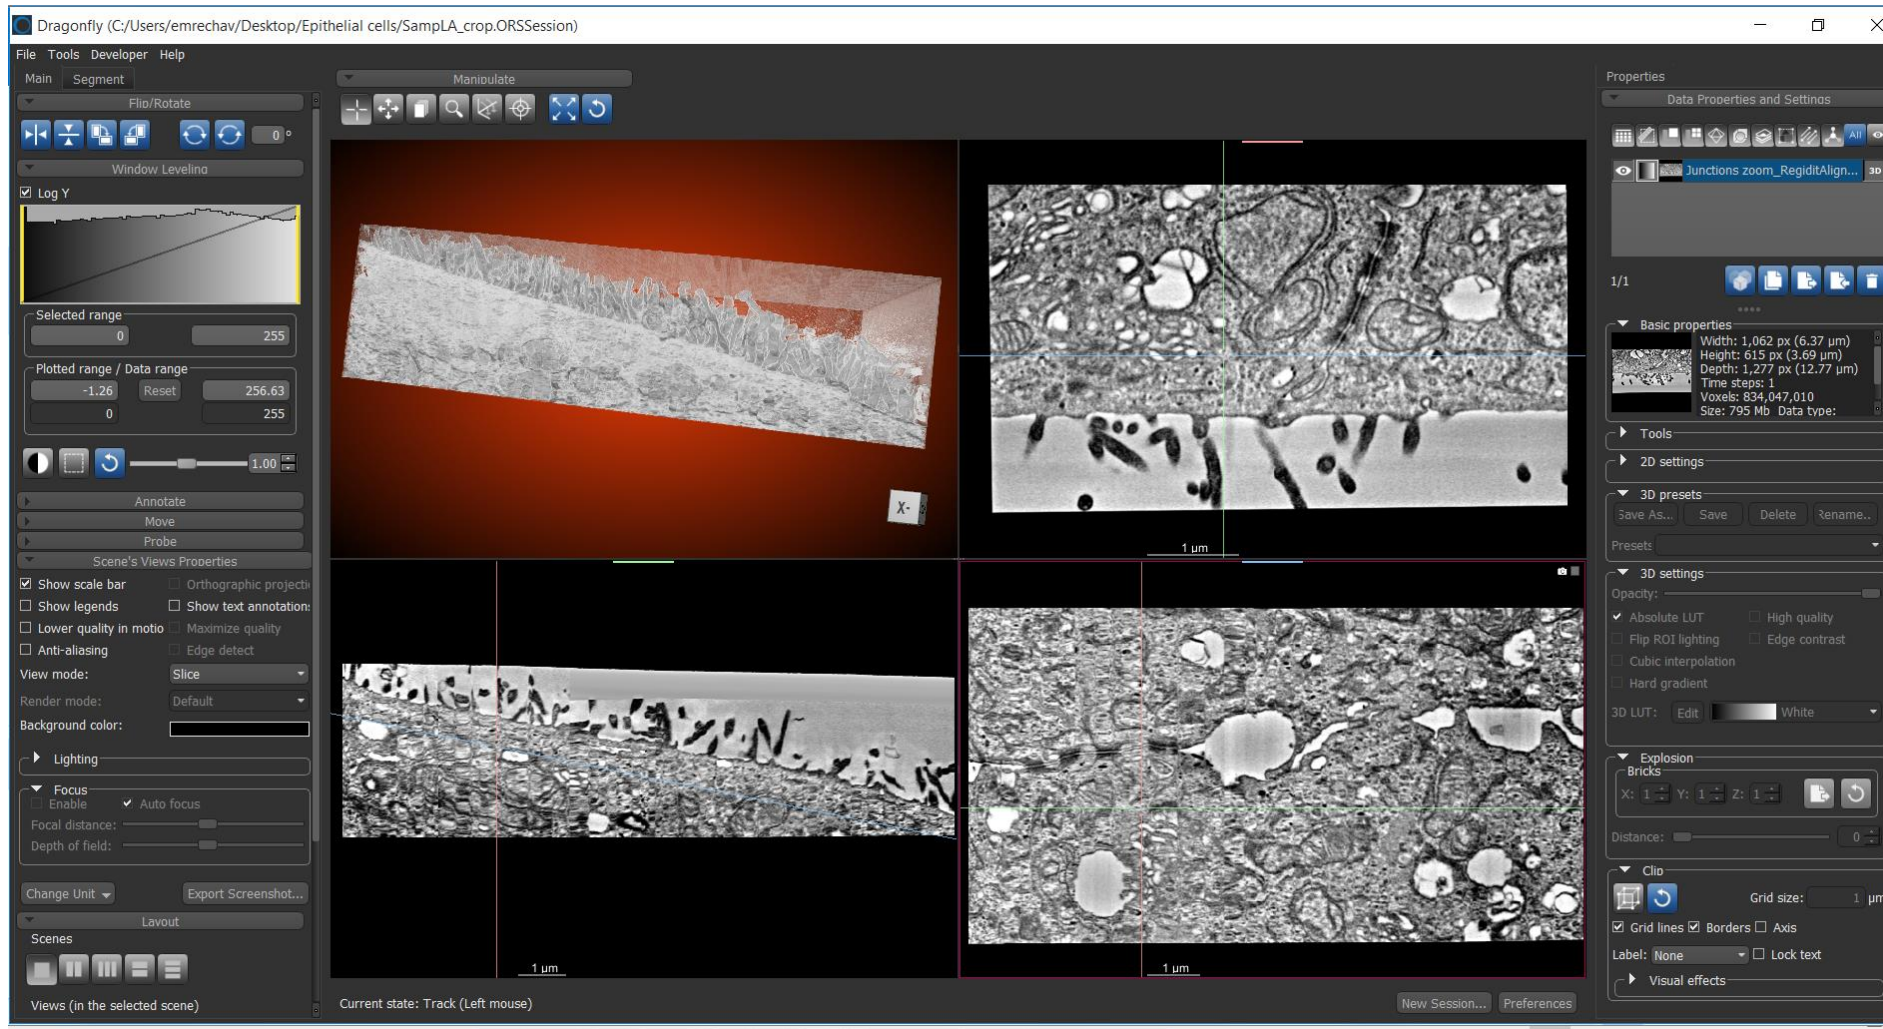 Dragonfly (C:/Users/emrechav/Desktop/Epithelial cells/SampLA_crop.ORSSession)
File Tools Developer Help
Main Segment
Flip/Rotate
0 °
Window Leveling
Log Y
Selected range
0 255
Plotted range / Data range
-1.26 Reset 256.63
0 255
1.00
Annotate
Move
Probe
Scene's Views Properties
Show scale bar Orthographic projecti
Show legends Show text annotation
Lower quality in motio Maximize quality
Anti-aliasing Edge detect
View mode: Slice
Render mode: Default
Background color:
Lighting
Focus
Enable Auto focus
Focal distance:
Depth of field:
Change Unit Export Screenshot...
Layout
Scenes
Views (in the selected scene)
Manipulate
X-
1 µm
1 µm
1 µm
Current state: Track (Left mouse)
New Session... Preferences
Properties
Data Properties and Settings
All
Junctions zoom_RegiditAlign... 3D
1/1
Basic properties
Width: 1,062 px (6.37 µm)
Height: 615 px (3.69 µm)
Depth: 1,277 px (12.77 µm)
Time steps: 1
Voxels: 834,047,010
Size: 795 Mb Data type:
Tools
2D settings
3D presets
Save As... Save Delete Rename..
Presets
3D settings
Opacity:
Absolute LUT High quality
Flip ROI lighting Edge contrast
Cubic interpolation
Hard gradient
3D LUT: Edit White
Explosion
Bricks
X: 1 Y: 1 Z: 1
Distance: 0
Clip
Grid size: 1 µm
Grid lines Borders Axis
Label: None Lock text
Visual effects